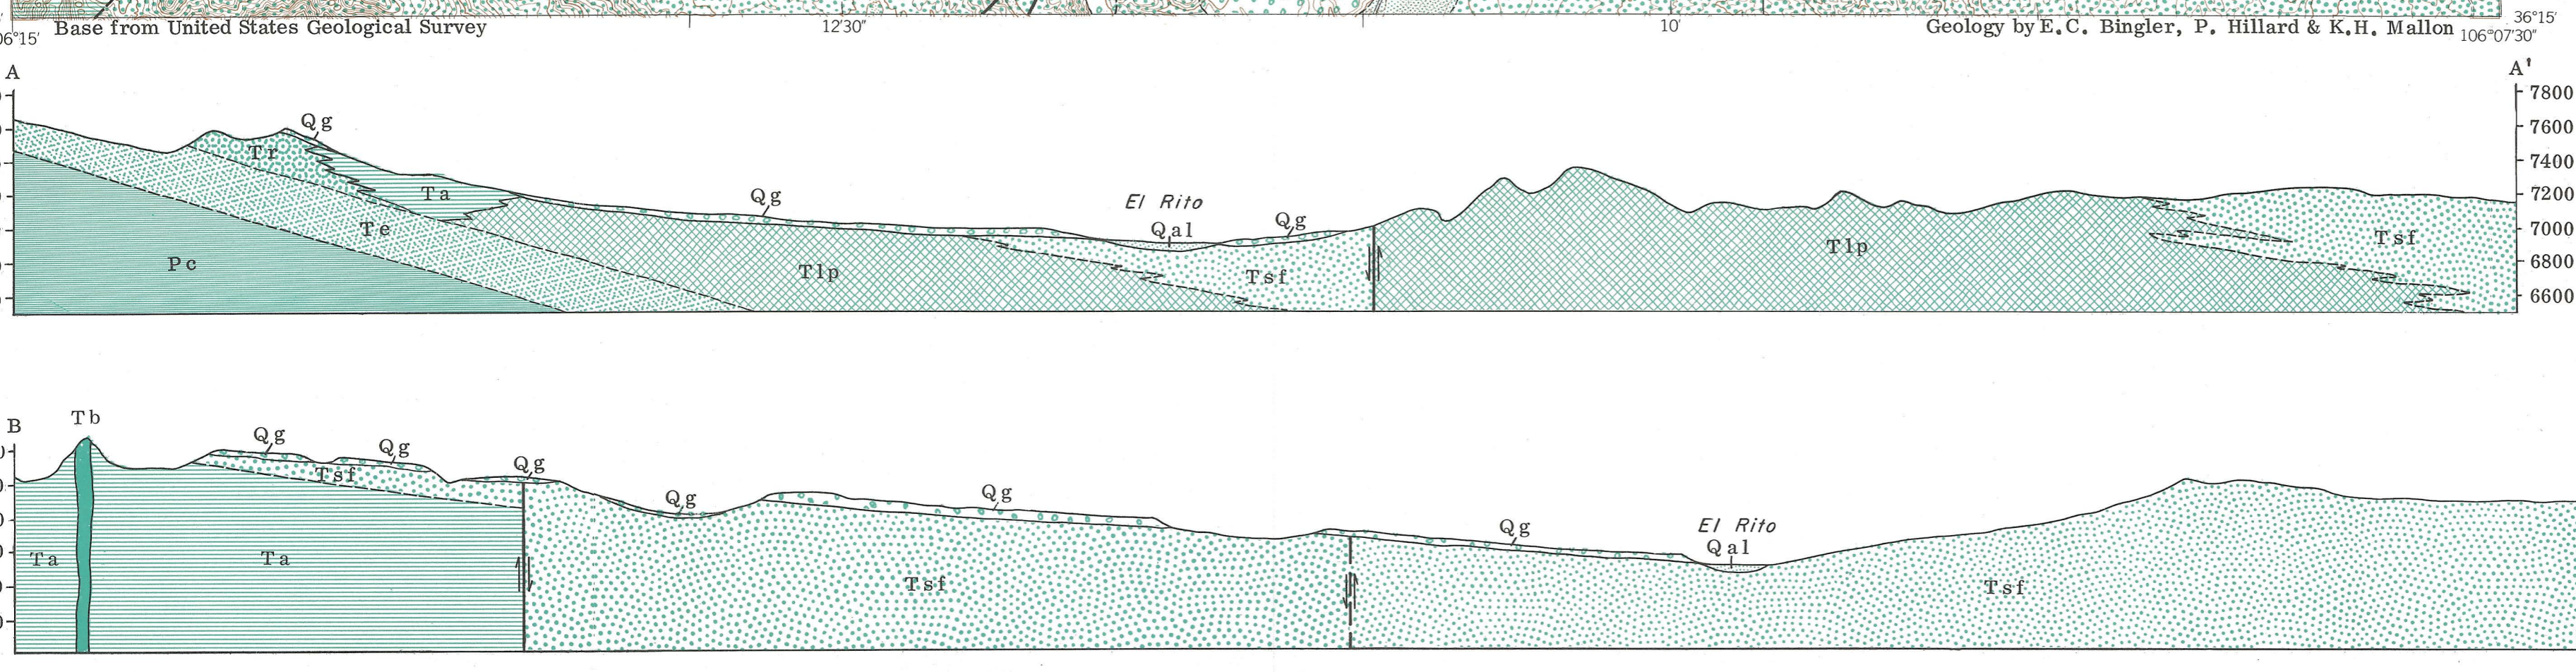 06°15′ Base from United States Geological Survey 12′30″ 10′ Geology by E.C. Bingler, P. Hillard & K.H. Mallon 36°15′
106°07′30″
A A'
7800
Qg 7600
Tr 7400
Ta Qg El Rito 7200
Te Qal Qg Tlp Tsf 7000
Pc Tlp Tsf 6800
6600
B Tb
Qg Qg Qg
Tsf Qg Qg
Qg El Rito
Ta Ta Qal
Tsf Tsf